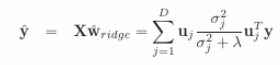 ŷ = Xŵ_ridge = ∑_{j=1}^{D} u_j σ_j^2 / (σ_j^2 + λ) u_j^T y